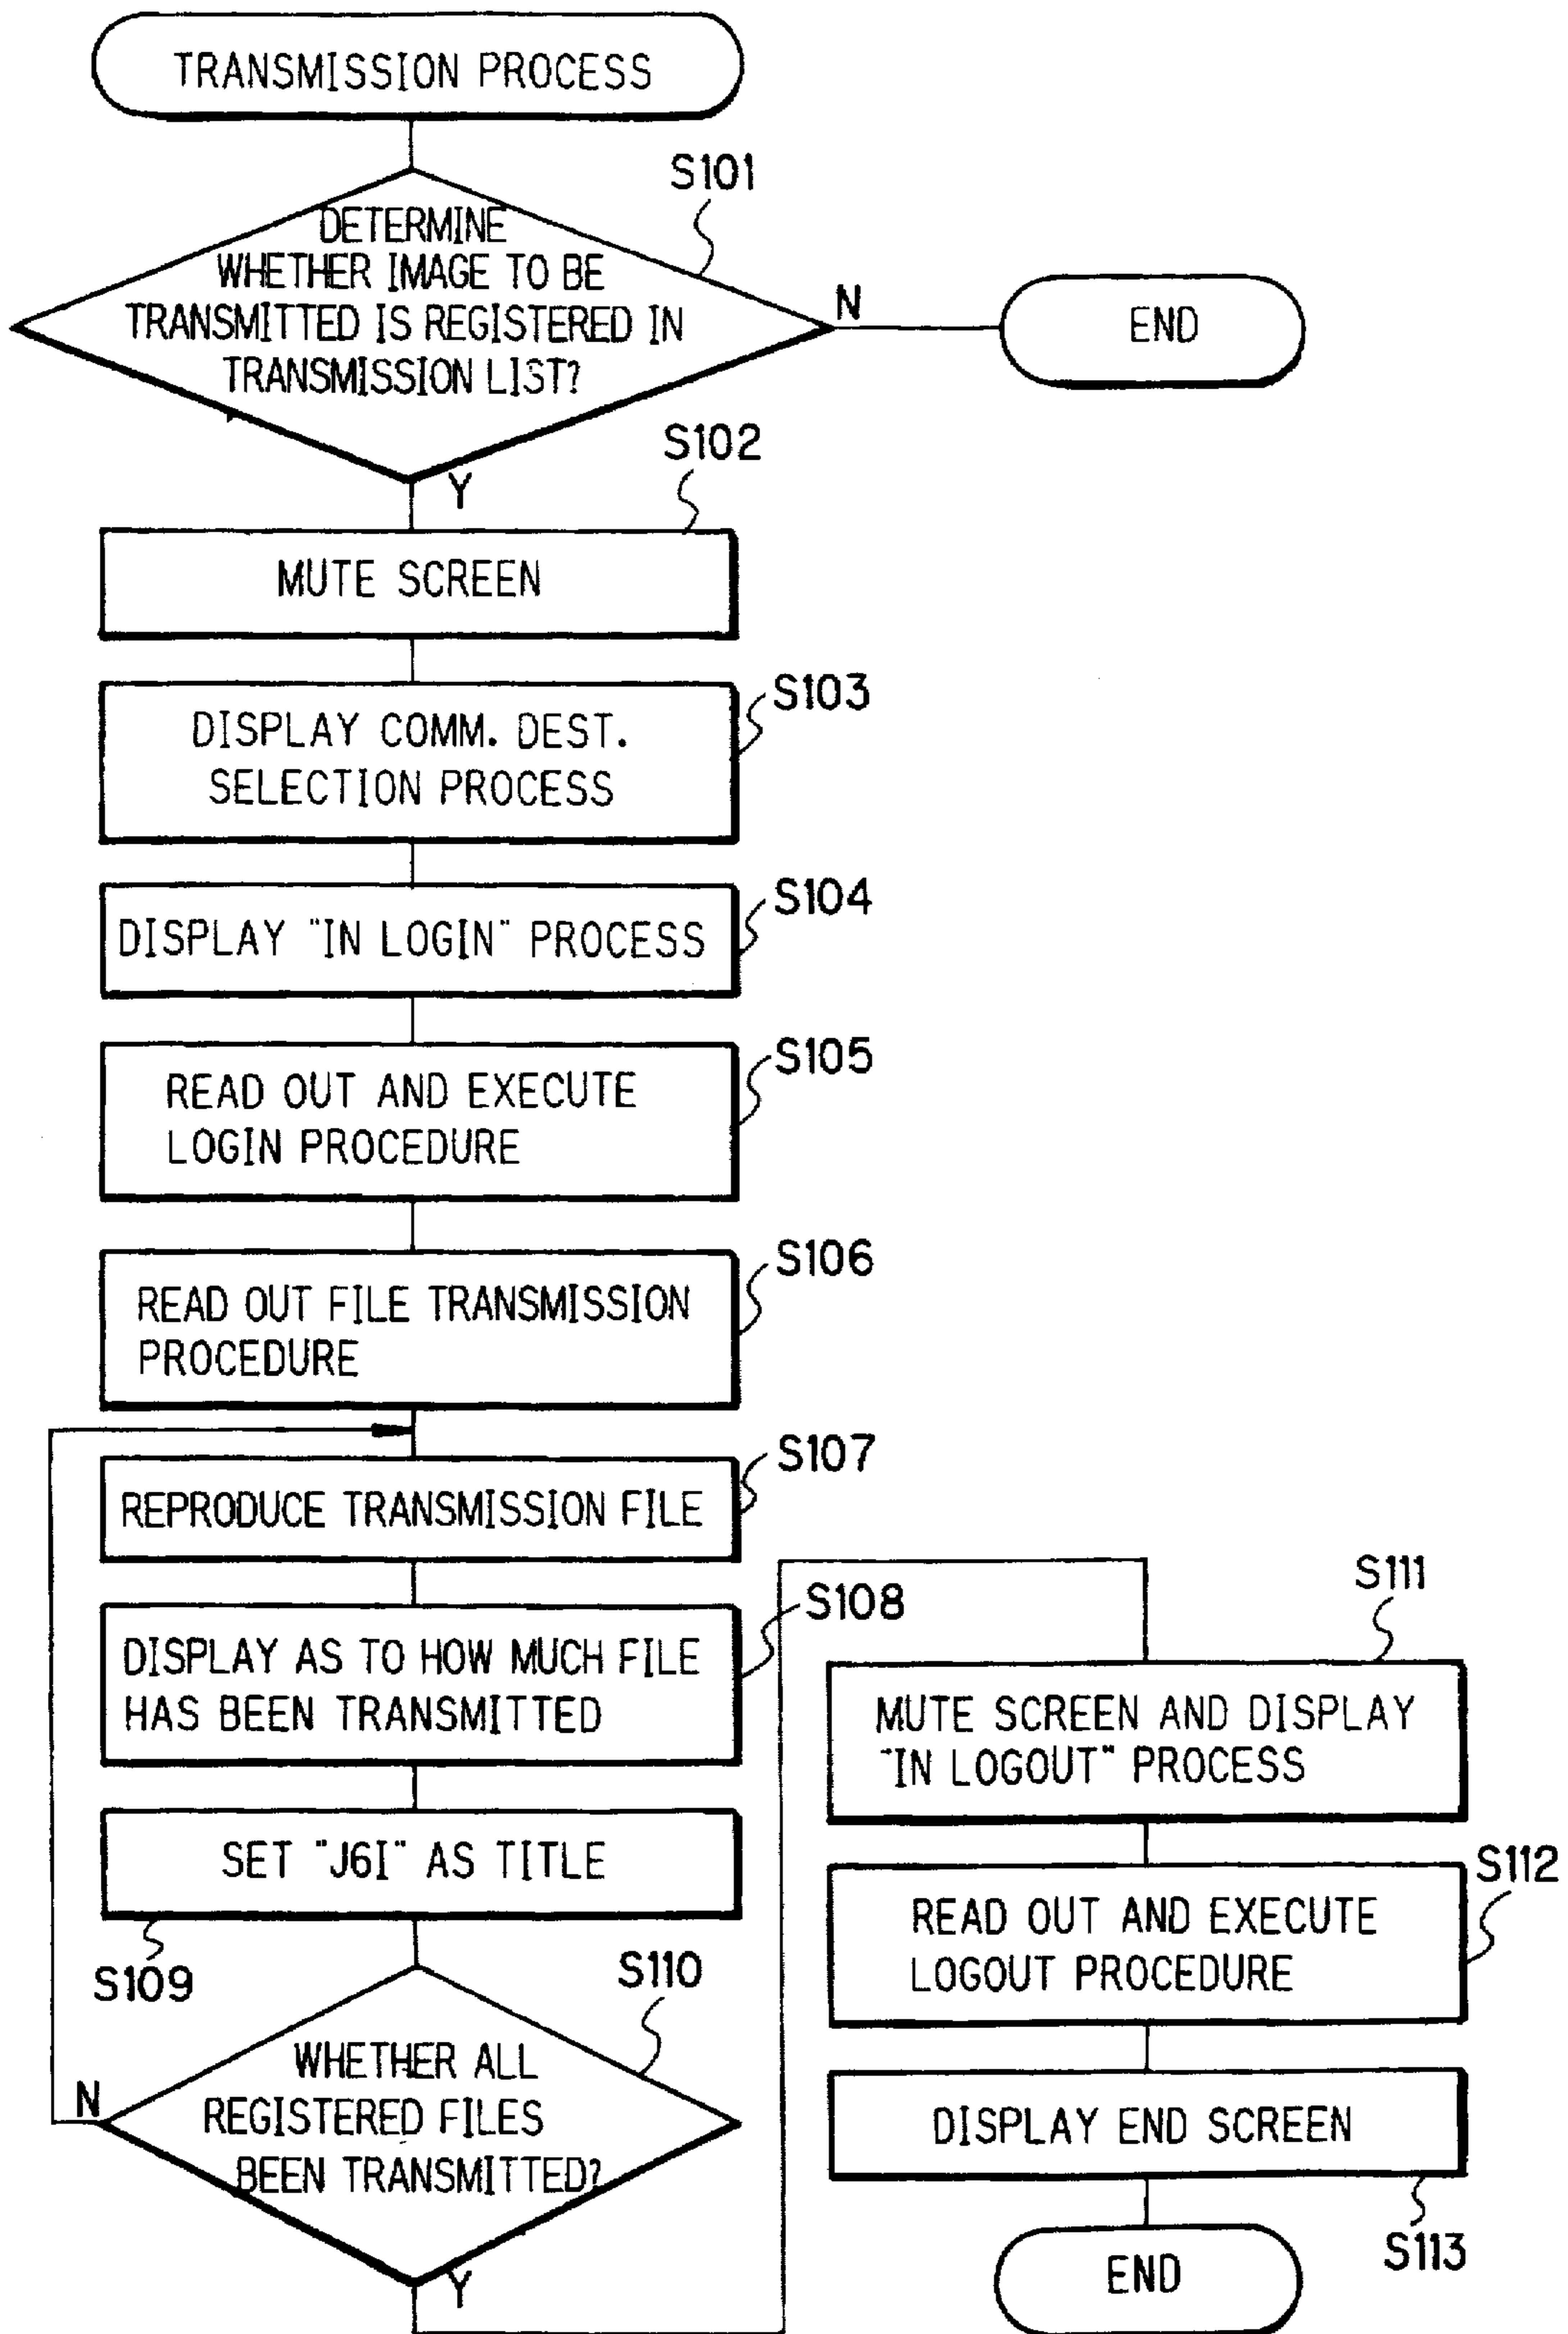 TRANSMISSION PROCESS
S101
DETERMINE
WHETHER IMAGE TO BE
TRANSMITTED IS REGISTERED IN
TRANSMISSION LIST?
N
END
Y
S102
MUTE SCREEN
S103
DISPLAY COMM. DEST.
SELECTION PROCESS
S104
DISPLAY "IN LOGIN" PROCESS
S105
READ OUT AND EXECUTE
LOGIN PROCEDURE
S106
READ OUT FILE TRANSMISSION
PROCEDURE
S107
REPRODUCE TRANSMISSION FILE
S108
DISPLAY AS TO HOW MUCH FILE
HAS BEEN TRANSMITTED
SET "J6I" AS TITLE
S109
S110
WHETHER ALL
REGISTERED FILES
BEEN TRANSMITTED?
N
Y
S111
MUTE SCREEN AND DISPLAY
"IN LOGOUT" PROCESS
S112
READ OUT AND EXECUTE
LOGOUT PROCEDURE
DISPLAY END SCREEN
S113
END